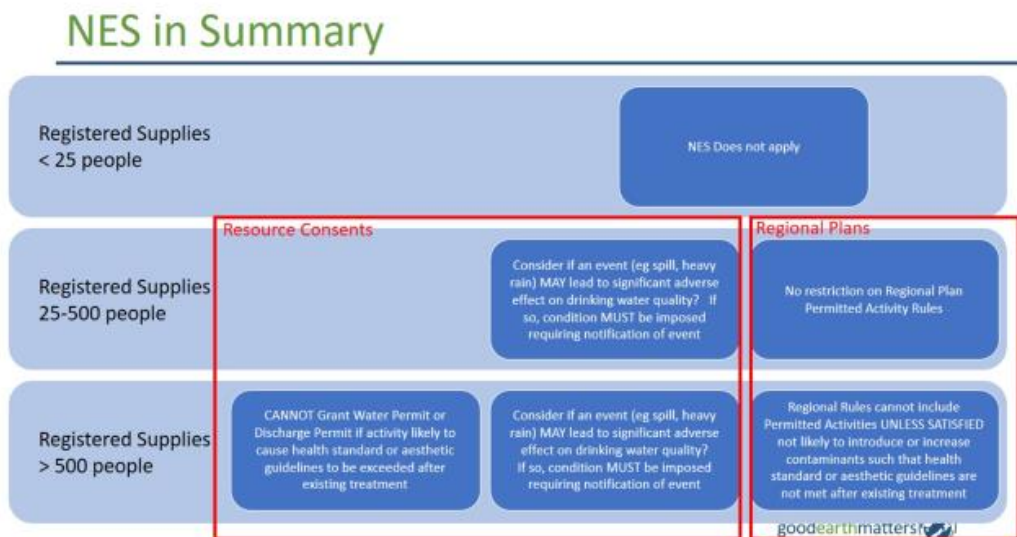 NES in Summary
Registered Supplies
< 25 people
NES Does not apply
Resource Consents
Regional Plans
Registered Supplies
25-500 people
Consider if an event (eg spill, heavy
rain) MAY lead to significant adverse
effect on drinking water quality? If
so, condition MUST be imposed
requiring notification of event
No restriction on Regional Plan
Permitted Activity Rules
Registered Supplies
> 500 people
CANNOT Grant Water Permit or
Discharge Permit if activity likely to
cause health standard or aesthetic
guidelines to be exceeded after
existing treatment
Consider if an event (eg spill, heavy
rain) MAY lead to significant adverse
effect on drinking water quality?
If so, condition MUST be imposed
requiring notification of event
Regional Rules cannot include
Permitted Activities UNLESS SATISFIED
not likely to introduce or increase
contaminants such that health
standard or aesthetic guidelines are
not met after existing treatment
goodearthmatters